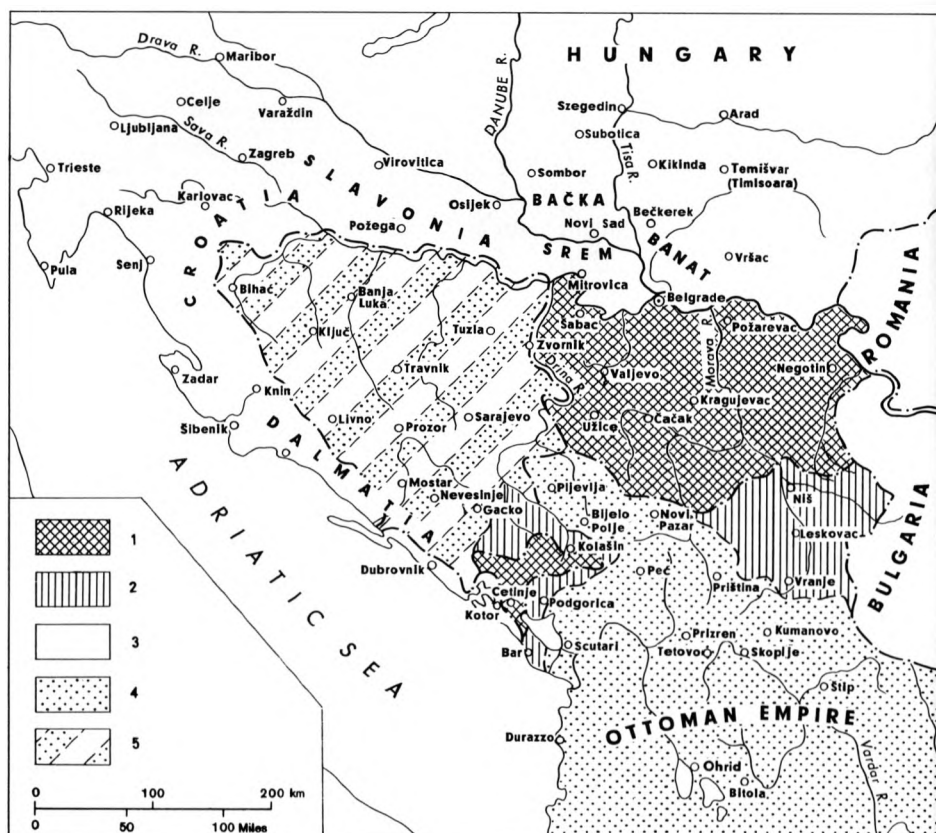 HUNGARY
Drava R.
Maribor
DANUBE R.
Celje
Varaždin
Szegedin
Arad
Ljubljana
Sava R.
Subotica
Tisa R.
Zagreb
Trieste
Virovitica
Kikinda
Temišvar
(Timisoara)
Sombor
SLAVONIA
Karlovac
Rijeka
Osijek
BAČKA
Bečkerek
Požega
Novi Sad
CROATIA
SREM
BANAT
Senj
Pula
Vršac
Mitrovica
Bihać
Banja
Luka
Belgrade
ROMANIA
Šabac
Požarevac
Ključ
Tuzla
Zvornik
Morava R.
Drina R.
Valjevo
Negotin
Zadar
Travnik
Knin
Kragujevac
Livno
Prozor
Sarajevo
Užice
Čačak
Šibenik
DALMATIA
Mostar
Nevesinje
Gacko
Pljevlja
Niš
Bijelo
Polje
Novi
Pazar
Leskovac
BULGARIA
ADRIATIC SEA
Kolašin
Dubrovnik
Peć
Priština
Vranje
Cetinje
Podgorica
Kotor
Prizren
Kumanovo
Bar
Scutari
Tetovo
Skoplje
Štip
OTTOMAN EMPIRE
Durazzo
Vardar R.
Ohrid
Bitola
1
2
3
4
5
0 100 200 km
0 50 100 Miles